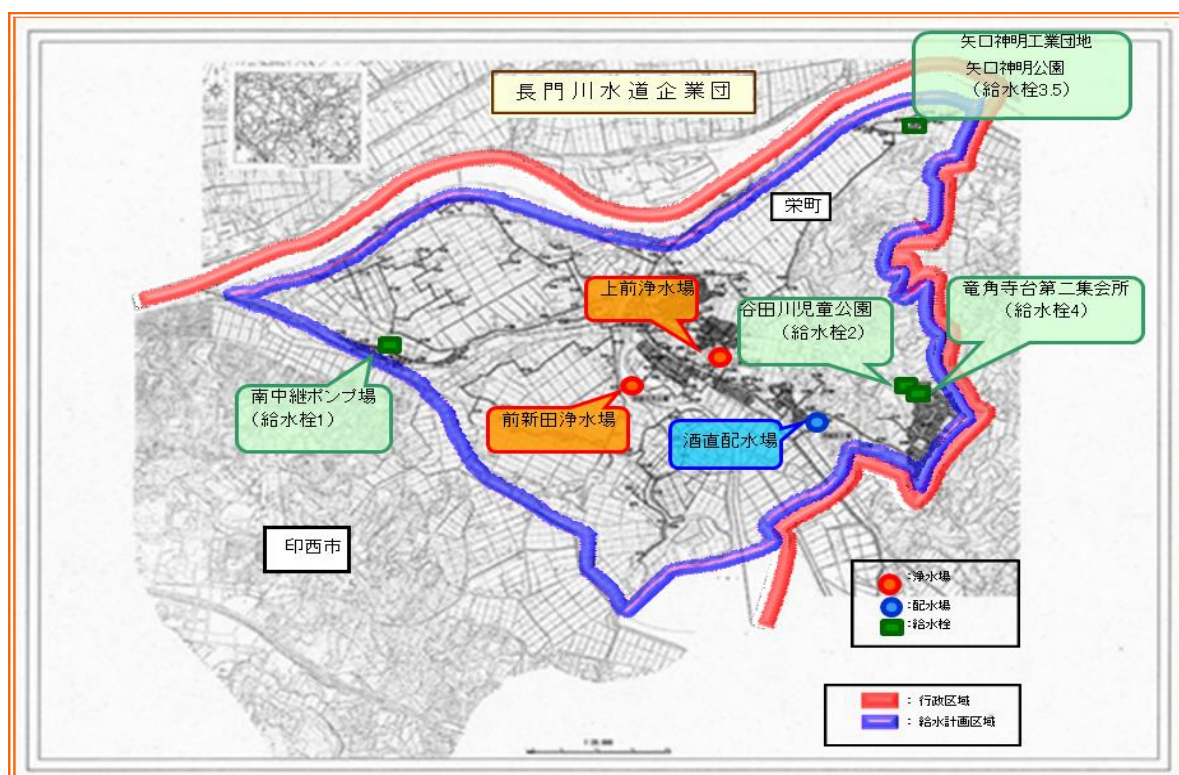 長門川水道企業団
矢口神明工業団地
矢口神明公園
（給水栓3.5）
栄町
上前浄水場
谷田川児童公園
（給水栓2）
竜角寺台第二集会所
（給水栓4）
南中継ポンプ場
（給水栓1）
前新田浄水場
酒直配水場
印西市
：浄水場
：配水場
：給水栓
：行政区域
：給水計画区域